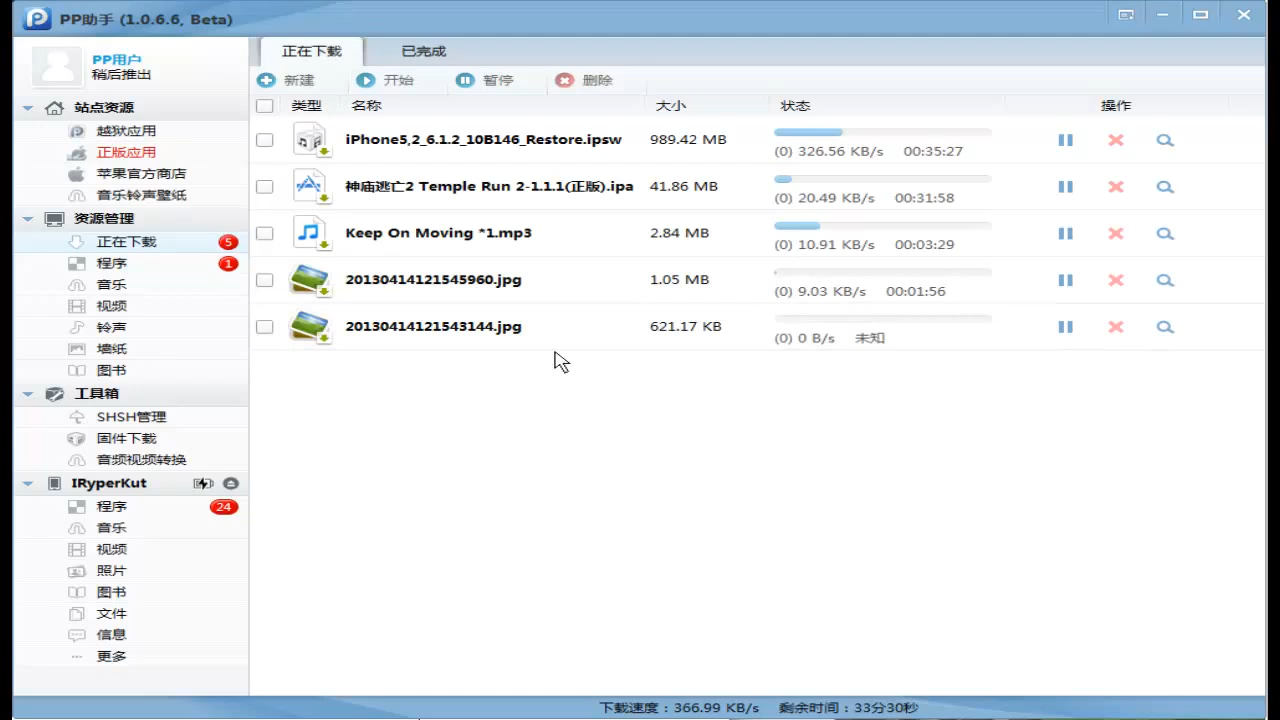 PP助手 (1.0.6.6, Beta)
PP用户
稍后推出
站点资源
越狱应用
正版应用
苹果官方商店
音乐铃声壁纸
资源管理
正在下载 5
程序 1
音乐
视频
铃声
墙纸
图书
工具箱
SHSH管理
固件下载
音频视频转换
IRyperKut
程序 24
音乐
视频
照片
图书
文件
信息
更多
正在下载 已完成
新建 开始 暂停 删除
类型 名称 大小 状态 操作
iPhone5,2_6.1.2_10B146_Restore.ipsw 989.42 MB
(0) 326.56 KB/s 00:35:27
神庙逃亡2 Temple Run 2-1.1.1(正版).ipa 41.86 MB
(0) 20.49 KB/s 00:31:58
Keep On Moving *1.mp3 2.84 MB
(0) 10.91 KB/s 00:03:29
20130414121545960.jpg 1.05 MB
(0) 9.03 KB/s 00:01:56
20130414121543144.jpg 621.17 KB
(0) 0 B/s 未知
下载速度：366.99 KB/s 剩余时间：33分30秒